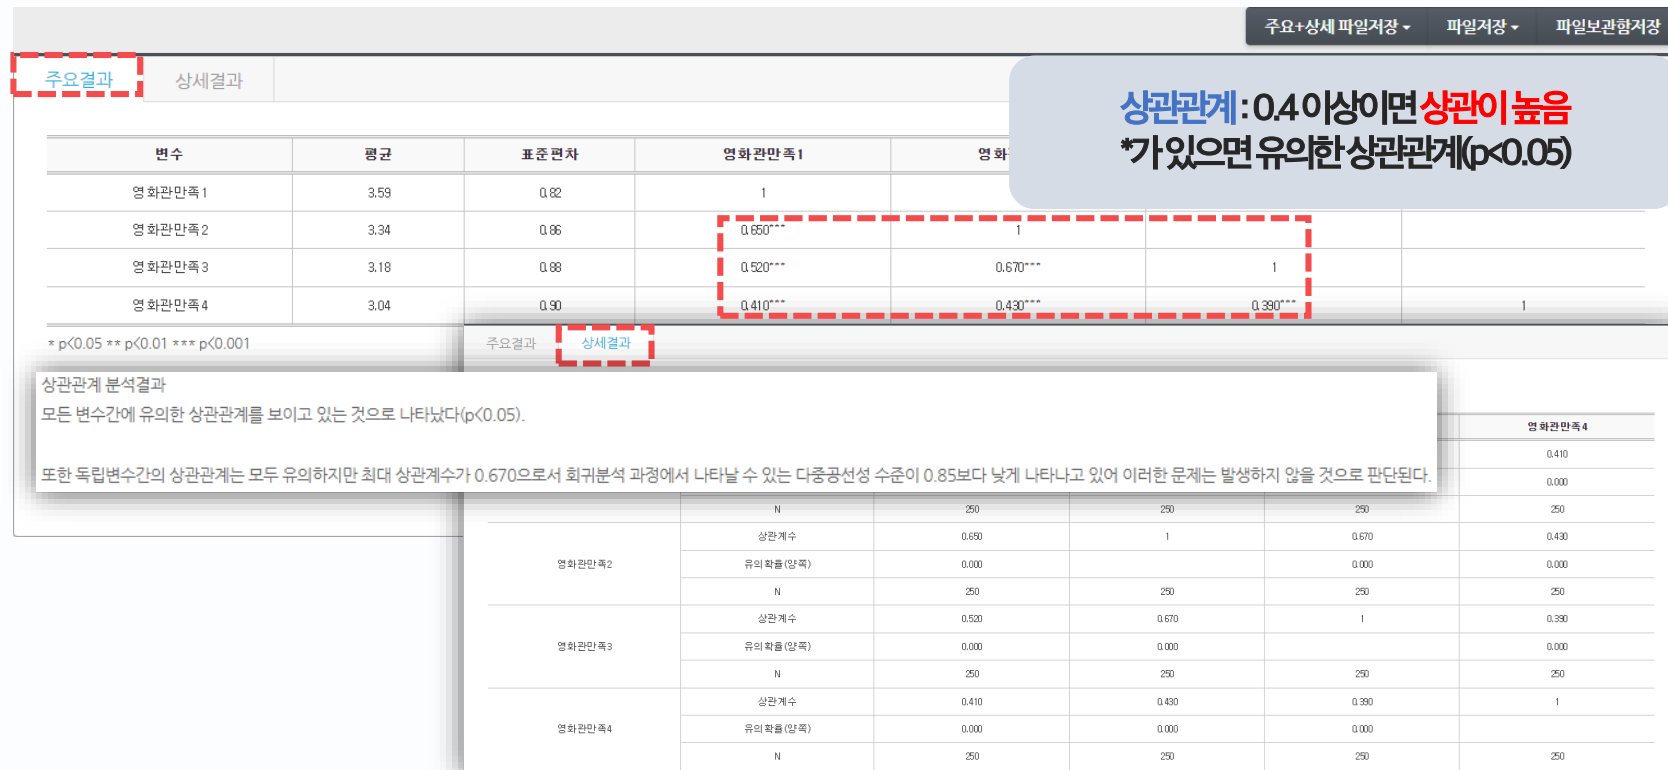 주요+상세 파일저장 파일저장 파일보관함저장
주요결과 상세결과
상관관계 : 0.4 이상이면 상관이 높음
*가 있으면 유의한 상관관계(p<0.05)
변수 평균 표준편차 영화관만족1 영화
영화관만족1 3.59 0.82 1
영화관만족2 3.34 0.86 0.650*** 1
영화관만족3 3.18 0.88 0.520*** 0.670*** 1
영화관만족4 3.04 0.90 0.410*** 0.430*** 0.390*** 1
* p<0.05 ** p<0.01 *** p<0.001
주요결과 상세결과
상관관계 분석결과
모든 변수간에 유의한 상관관계를 보이고 있는 것으로 나타났다(p<0.05).
또한 독립변수간의 상관관계는 모두 유의하지만 최대 상관계수가 0.670으로서 회귀분석 과정에서 나타날 수 있는 다중공선성 수준이 0.85보다 낮게 나타나고 있어 이러한 문제는 발생하지 않을 것으로 판단된다.
영화관만족4
0.410
0.000
N 250 250 250 250
상관계수 0.650 1 0.670 0.430
영화관만족2 유의확률(양쪽) 0.000 0.000 0.000
N 250 250 250 250
상관계수 0.520 0.670 1 0.390
영화관만족3 유의확률(양쪽) 0.000 0.000 0.000
N 250 250 250 250
상관계수 0.410 0.430 0.390 1
영화관만족4 유의확률(양쪽) 0.000 0.000 0.000
N 250 250 250 250